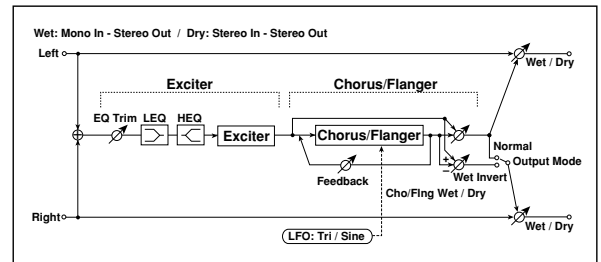 Wet: Mono In - Stereo Out / Dry: Stereo In - Stereo Out
Left
Wet / Dry
Exciter
Chorus/Flanger
EQ Trim
LEQ
HEQ
Exciter
Chorus/Flanger
Normal
Output Mode
+
−
Wet Invert
Feedback
Cho/Flng Wet / Dry
Right
Wet / Dry
LFO: Tri / Sine